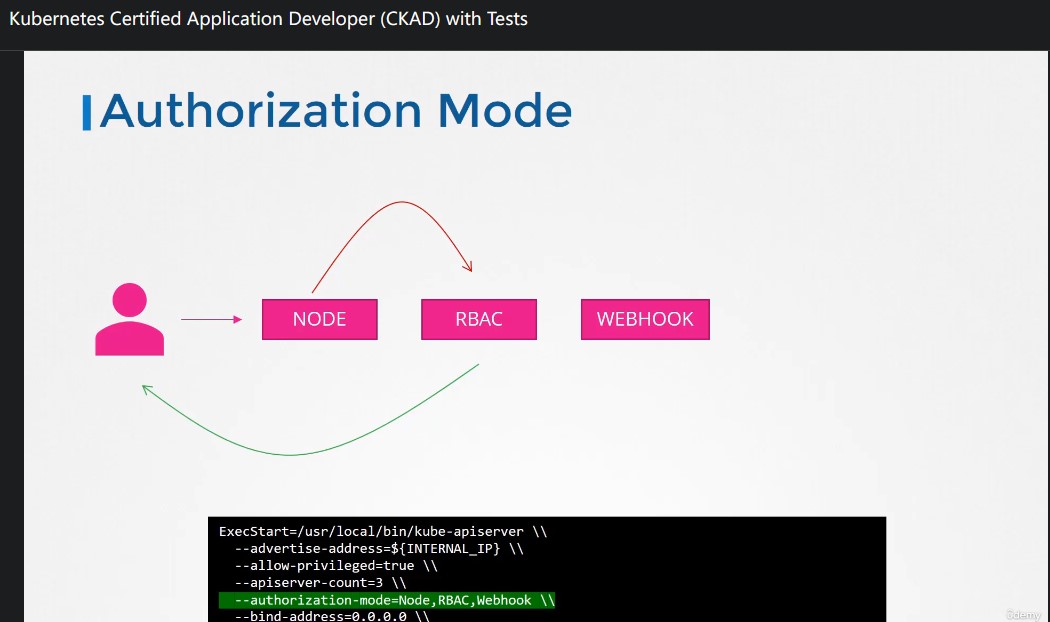 Kubernetes Certified Application Developer (CKAD) with Tests
Authorization Mode
NODE
RBAC
WEBHOOK
ExecStart=/usr/local/bin/kube-apiserver \\
--advertise-address=${INTERNAL_IP} \\
--allow-privileged=true \\
--apiserver-count=3 \\
--authorization-mode=Node,RBAC,Webhook \\
--bind-address=0.0.0.0 \\
ûdemy